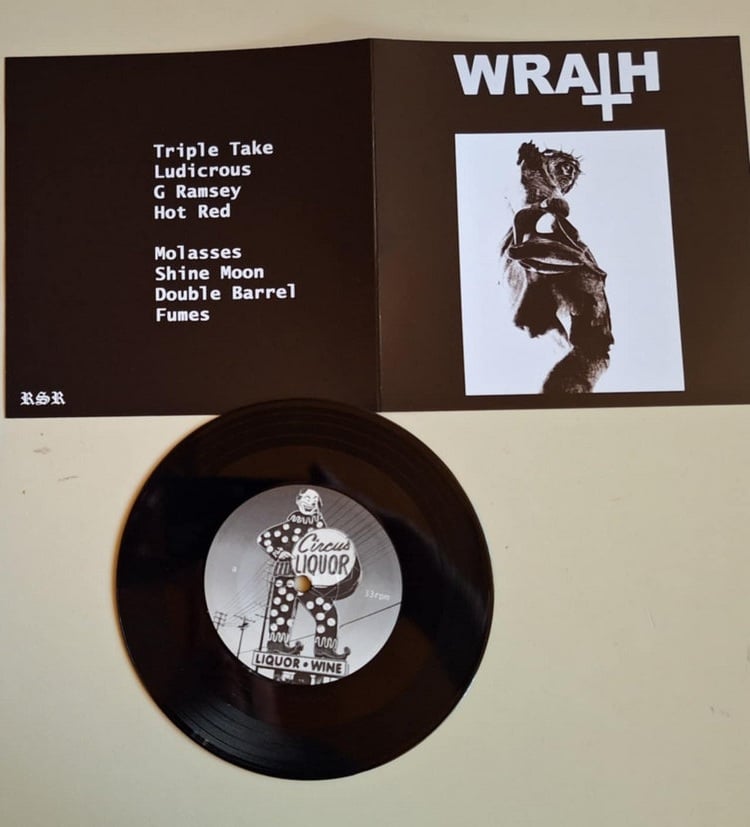 Triple Take
Ludicrous
G Ramsey
Hot Red
Molasses
Shine Moon
Double Barrel
Fumes
RSR
WRATH
a
Circus
LIQUOR
33rpm
LIQUOR • WINE